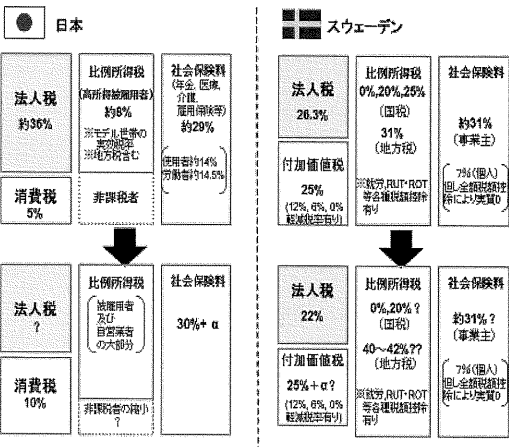 日本
法人税
約36%
消費税
5%
比例所得税
(高所得被雇用者)
約8%
※モデル世帯の
実効税率
※地方税含む
非課税者
社会保険料
(年金、医療、
介護、
雇用保険等)
約29%
使用者約14%
労働者約14.5%
法人税
?
消費税
10%
比例所得税
被雇用者
及び
自営業者
の大部分
非課税者の縮小
?
社会保険料
30%+α
スウェーデン
法人税
26.3%
付加価値税
25%
(12%, 6%, 0%
軽減税率有り)
比例所得税
0%,20%,25%
(国税)
31%
(地方税)
※就労、RUT・ROT
等各種税額控除
有り
社会保険料
約31%
(事業主)
7%(個人)
但し全額税額控
除により実質0
法人税
22%
付加価値税
25%+α?
(12%, 6%, 0%
軽減税率有り)
比例所得税
0%,20%?
(国税)
40～42%??
(地方税)
※就労、RUT・ROT
等各種税額控除
有り
社会保険料
約31%?
(事業主)
7%(個人)
但し全額税額控
除により実質0